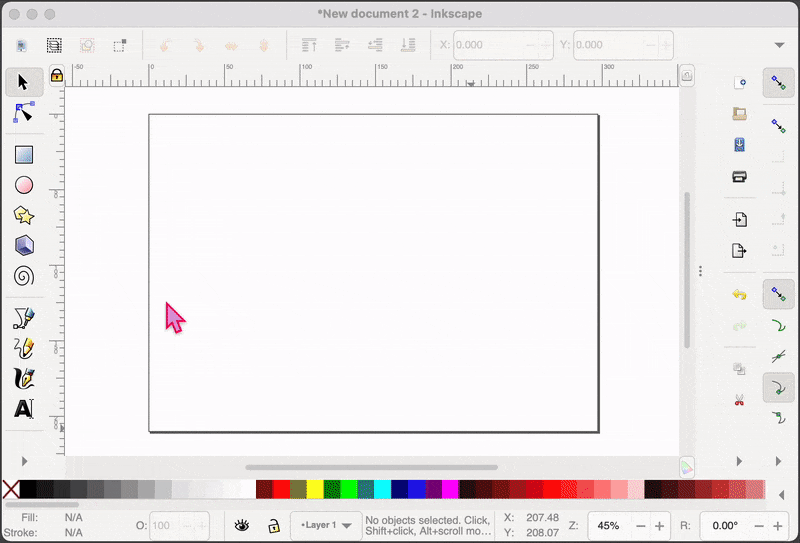 *New document 2 - Inkscape
X: 0.000 Y: 0.000
-50 0 50 100 150 200 250 300
A
Fill: N/A
Stroke: N/A
O: 100
•Layer 1
No objects selected. Click,
Shift+click, Alt+scroll mo...
X: 207.48
Y: 208.07
Z: 45%
R: 0.00°